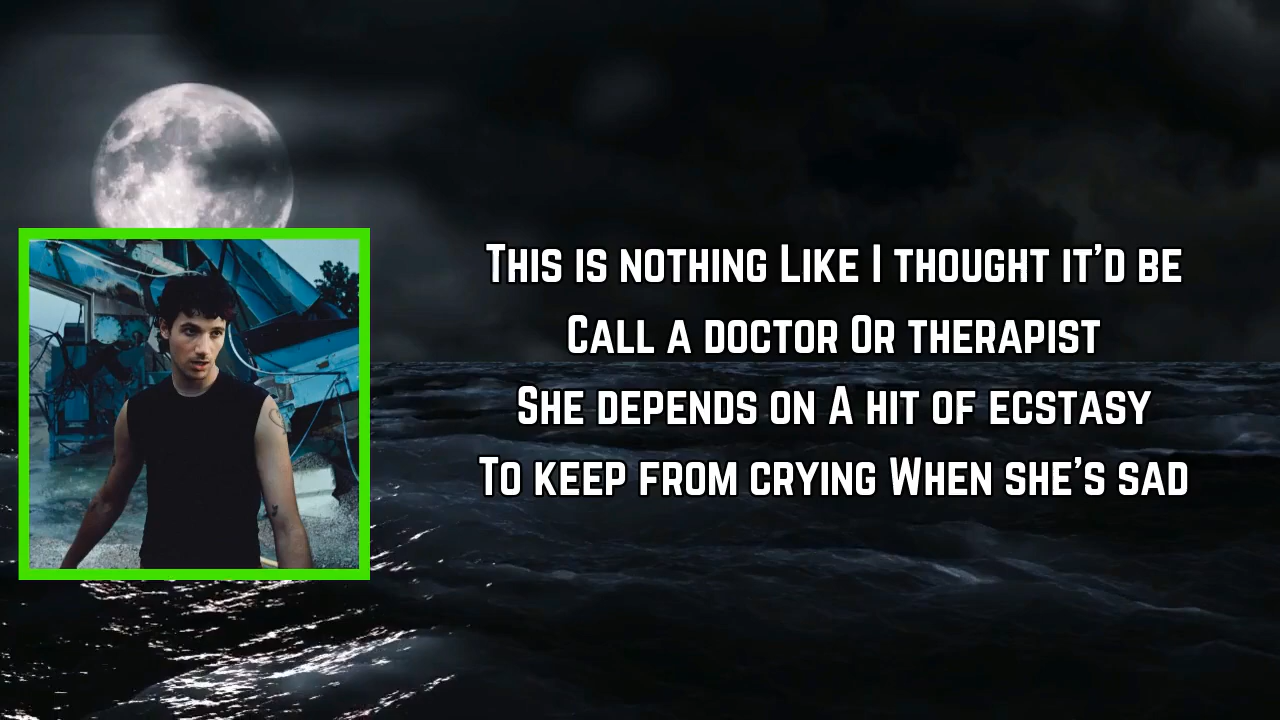 This is nothing Like I thought it'd be
Call a doctor Or therapist
She depends on A hit of ecstasy
To keep from crying When she's sad